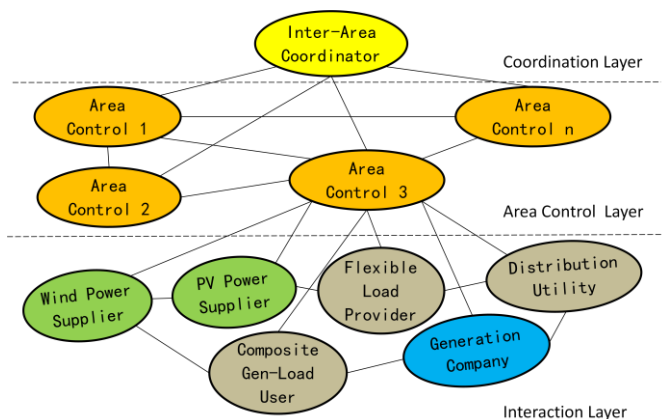 Inter-Area
Coordinator
Coordination Layer
Area
Control 1
Area
Control n
Area
Control 2
Area
Control 3
Area Control Layer
Wind Power
Supplier
PV Power
Supplier
Flexible
Load
Provider
Distribution
Utility
Composite
Gen-Load
User
Generation
Company
Interaction Layer